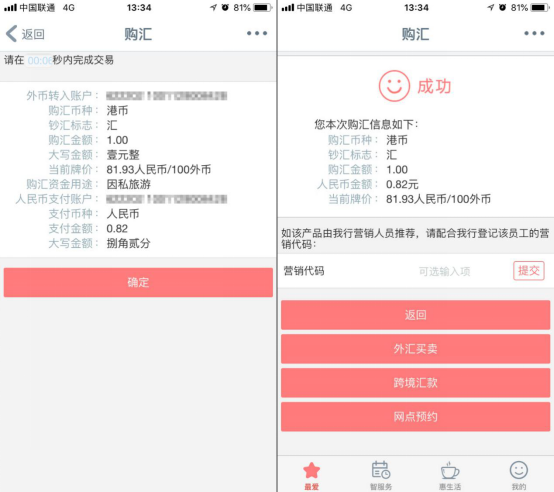 中国联通 4G 13:34 81%
返回 购汇
请在 00:06秒内完成交易
外币转入账户：
购汇币种：港币
钞汇标志：汇
购汇金额：1.00
大写金额：壹元整
当前牌价：81.93人民币/100外币
购汇资金用途：因私旅游
人民币支付账户：
支付币种：人民币
支付金额：0.82
大写金额：捌角贰分
确定
中国联通 4G 13:34 81%
购汇
成功
您本次购汇信息如下：
购汇币种：港币
钞汇标志：汇
购汇金额：1.00
人民币金额：0.82元
当前牌价：81.93人民币/100外币
如该产品由我行营销人员推荐，请配合我行登记该员工的营
销代码：
营销代码 可选输入项 提交
返回
外汇买卖
跨境汇款
网点预约
最爱 智服务 惠生活 我的